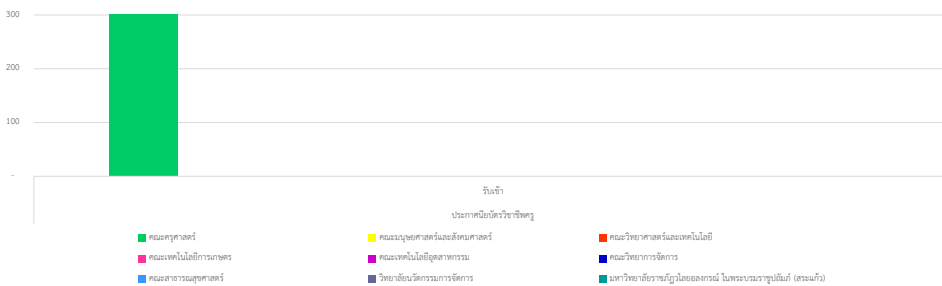 300
200
100
-
รับเข้า
ประกาศนียบัตรวิชาชีพครู
คณะครุศาสตร์ คณะมนุษยศาสตร์และสังคมศาสตร์ คณะวิทยาศาสตร์และเทคโนโลยี
คณะเทคโนโลยีการเกษตร คณะเทคโนโลยีอุตสาหกรรม คณะวิทยาการจัดการ
คณะสาธารณสุขศาสตร์ วิทยาลัยนวัตกรรมการจัดการ มหาวิทยาลัยราชภัฏวไลยอลงกรณ์ ในพระบรมราชูปถัมภ์ (สระแก้ว)